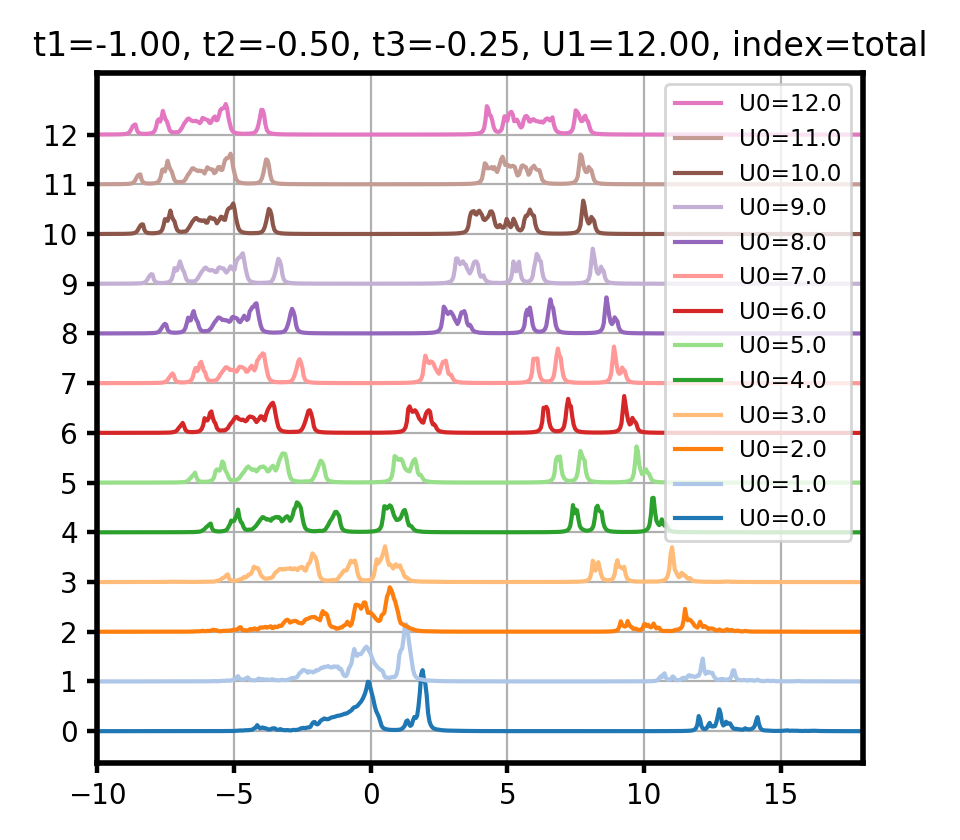 t1=-1.00, t2=-0.50, t3=-0.25, U1=12.00, index=total
12
11
10
9
8
7
6
5
4
3
2
1
0
U0=12.0
U0=11.0
U0=10.0
U0=9.0
U0=8.0
U0=7.0
U0=6.0
U0=5.0
U0=4.0
U0=3.0
U0=2.0
U0=1.0
U0=0.0
−10
−5
0
5
10
15